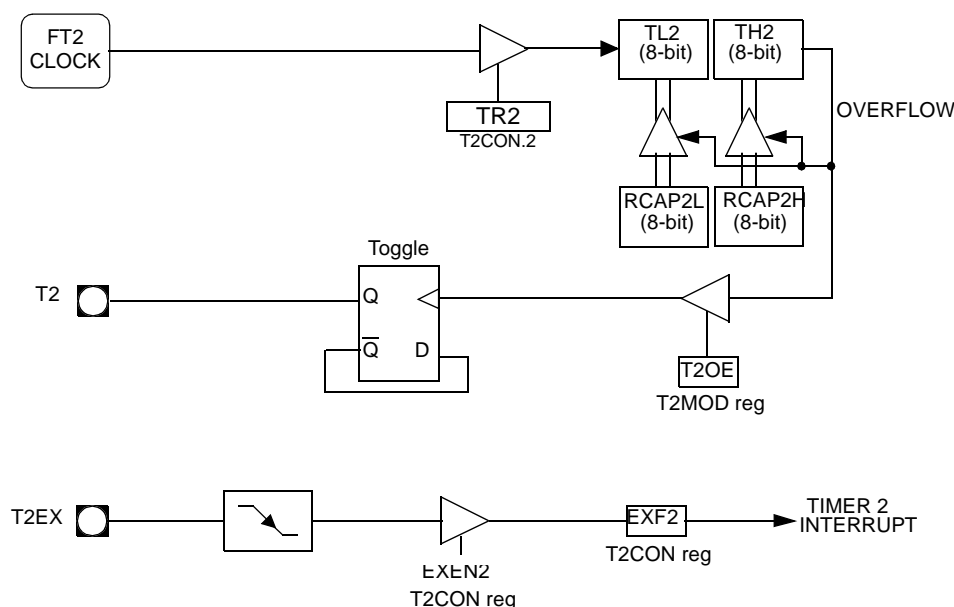 FT2
CLOCK
TL2
(8-bit)
TH2
(8-bit)
TR2
T2CON.2
OVERFLOW
RCAP2L
(8-bit)
RCAP2H
(8-bit)
Toggle
T2
Q
Q
D
T2OE
T2MOD reg
T2EX
EXEN2
T2CON reg
EXF2
T2CON reg
TIMER 2
INTERRUPT